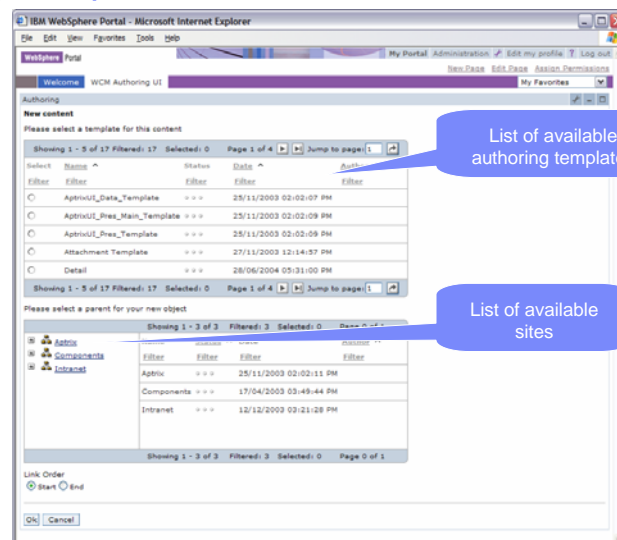 IBM WebSphere Portal - Microsoft Internet Explorer
File Edit View Favorites Tools Help
WebSphere Portal My Portal Administration Edit my profile ? Log out
New Page Edit Page Assign Permissions
Welcome WCM Authoring UI My Favorites
Authoring
New content
Please select a template for this content
Showing 1 - 5 of 17 Filtered: 17 Selected: 0 Page 1 of 4 Jump to page: 1
Select Name ^ Status Date ^
Filter Filter Filter Filter Filter
AptrixUI_Data_Template 25/11/2003 02:02:07 PM
AptrixUI_Pres_Main_Template 25/11/2003 02:02:09 PM
AptrixUI_Pres_Template 25/11/2003 02:02:09 PM
Attachment Template 27/11/2003 12:14:57 PM
Detail 28/06/2004 05:31:00 PM
Showing 1 - 5 of 17 Filtered: 17 Selected: 0 Page 1 of 4 Jump to page: 1
List of available
authoring template
Please select a parent for your new object
Showing 1 - 3 of 3 Filtered: 3 Selected: 0 Page 0 of 1
Aptrix
Components
Intranet
Filter Filter Filter Filter
Aptrix 25/11/2003 02:02:11 PM
Components 17/04/2003 03:49:44 PM
Intranet 12/12/2003 03:21:28 PM
Showing 1 - 3 of 3 Filtered: 3 Selected: 0 Page 0 of 1
List of available
sites
Link Order
Start End
Ok Cancel